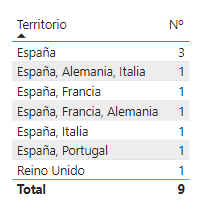 Territorio Nº
España 3
España, Alemania, Italia 1
España, Francia 1
España, Francia, Alemania 1
España, Italia 1
España, Portugal 1
Reino Unido 1
Total 9